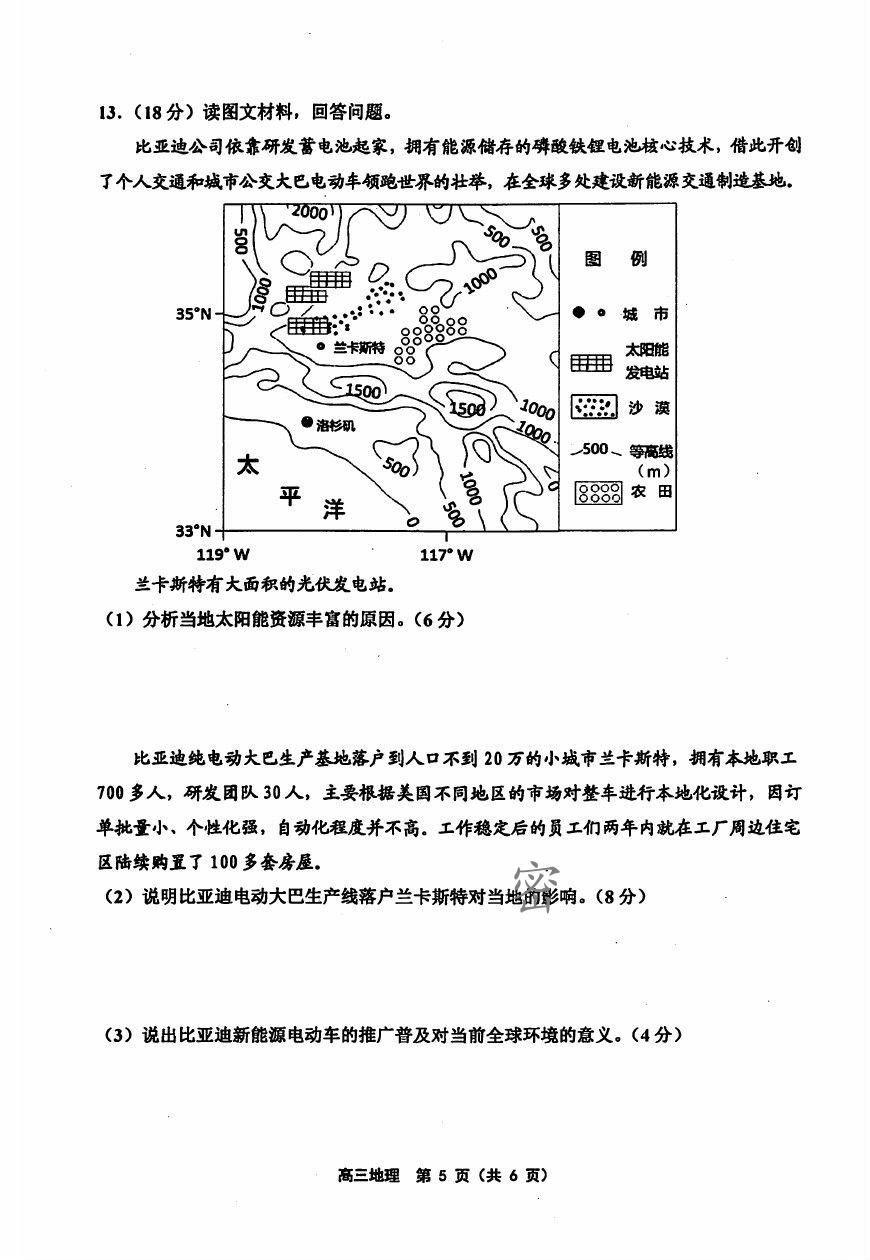 13.（18分）读图文材料，回答问题。
比亚迪公司依靠研发蓄电池起家，拥有能源储存的磷酸铁锂电池核心技术，借此开创
了个人交通和城市公交大巴电动车领跑世界的壮举，在全球多处建设新能源交通制造基地。
2000
500
500
500
1000
1000
35°N
兰卡斯特
1500
1500
1000
1000
洛杉矶
500
太
平
洋
1000
500
0
0
33°N
119°W
117°W
图 例
城 市
太阳能
发电站
沙 漠
500 等高线
（m）
农 田
兰卡斯特有大面积的光伏发电站。
（1）分析当地太阳能资源丰富的原因。（6分）
比亚迪纯电动大巴生产基地落户到人口不到20万的小城市兰卡斯特，拥有本地职工
700多人，研发团队30人，主要根据美国不同地区的市场对整车进行本地化设计，因订
单批量小、个性化强，自动化程度并不高。工作稳定后的员工们两年内就在工厂周边住宅
区陆续购置了100多套房屋。
（2）说明比亚迪电动大巴生产线落户兰卡斯特对当地的影响。（8分）
密
（3）说出比亚迪新能源电动车的推广普及对当前全球环境的意义。（4分）
高三地理 第 5 页（共 6 页）